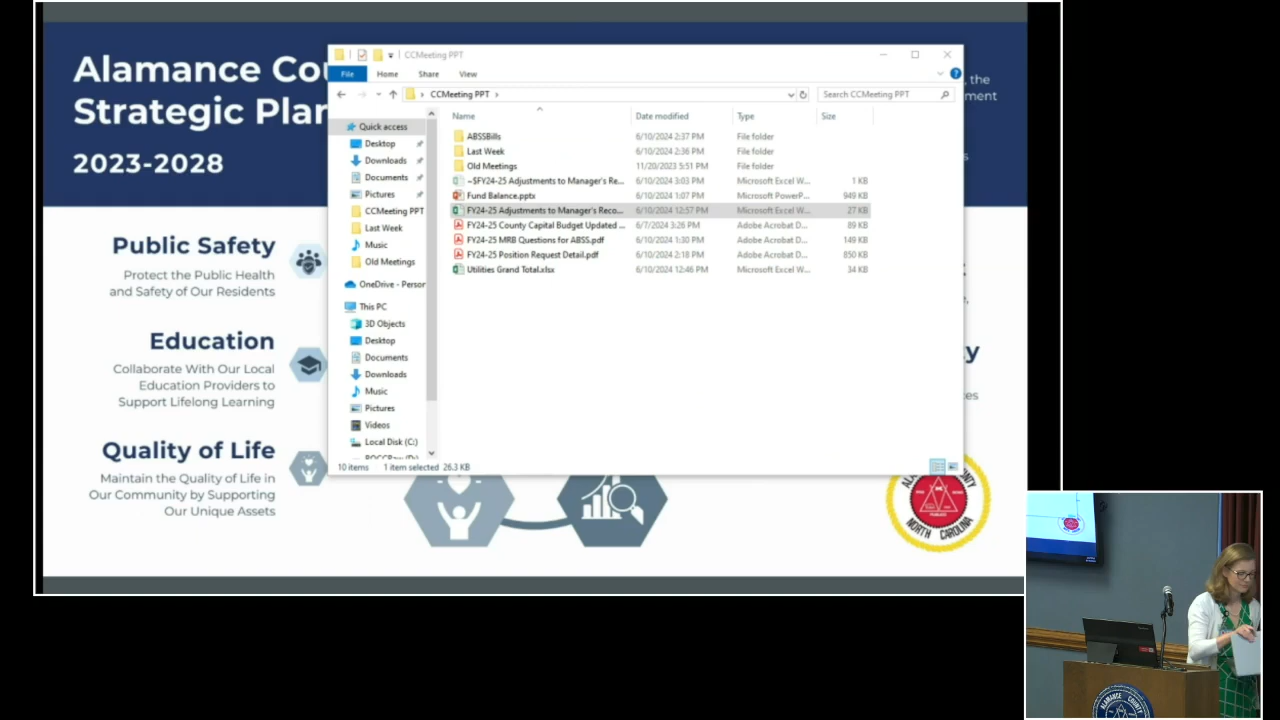 Alamance Cou
Strategic Plan
2023-2028
Public Safety
Protect the Public Health
and Safety of Our Residents
Education
Collaborate With Our Local
Education Providers to
Support Lifelong Learning
Quality of Life
Maintain the Quality of Life in
Our Community by Supporting
Our Unique Assets
CCMeeting PPT
File Home Share View
CCMeeting PPT
Search CCMeeting PPT
Name Date modified Type Size
Quick access
Desktop
Downloads
Documents
Pictures
CCMeeting PPT
Last Week
Music
Old Meetings
OneDrive - Person
This PC
3D Objects
Desktop
Documents
Downloads
Music
Pictures
Videos
Local Disk (C:)
ABSSBills 6/10/2024 2:37 PM File folder
Last Week 6/10/2024 2:36 PM File folder
Old Meetings 11/20/2023 5:51 PM File folder
~$FY24-25 Adjustments to Manager's Re... 6/10/2024 3:03 PM Microsoft Excel W... 1 KB
Fund Balance.pptx 6/10/2024 1:07 PM Microsoft PowerP... 949 KB
FY24-25 Adjustments to Manager's Reco... 6/10/2024 12:57 PM Microsoft Excel W... 27 KB
FY24-25 County Capital Budget Updated ... 6/7/2024 3:26 PM Adobe Acrobat D... 89 KB
FY24-25 MRB Questions for ABSS.pdf 6/10/2024 1:30 PM Adobe Acrobat D... 149 KB
FY24-25 Position Request Detail.pdf 6/10/2024 2:18 PM Adobe Acrobat D... 850 KB
Utilities Grand Total.xlsx 6/10/2024 12:46 PM Microsoft Excel W... 34 KB
10 items 1 item selected 26.3 KB
, the
ment
s
ty
es
NORTH CAROLINA
ALAMANCE COUNTY